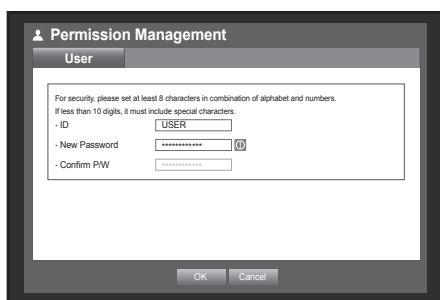 Permission Management
User
For security, please set at least 8 characters in combination of alphabet and numbers.
If less than 10 digits, it must include special characters.
· ID USER
· New Password ************
· Confirm P/W ************
OK Cancel